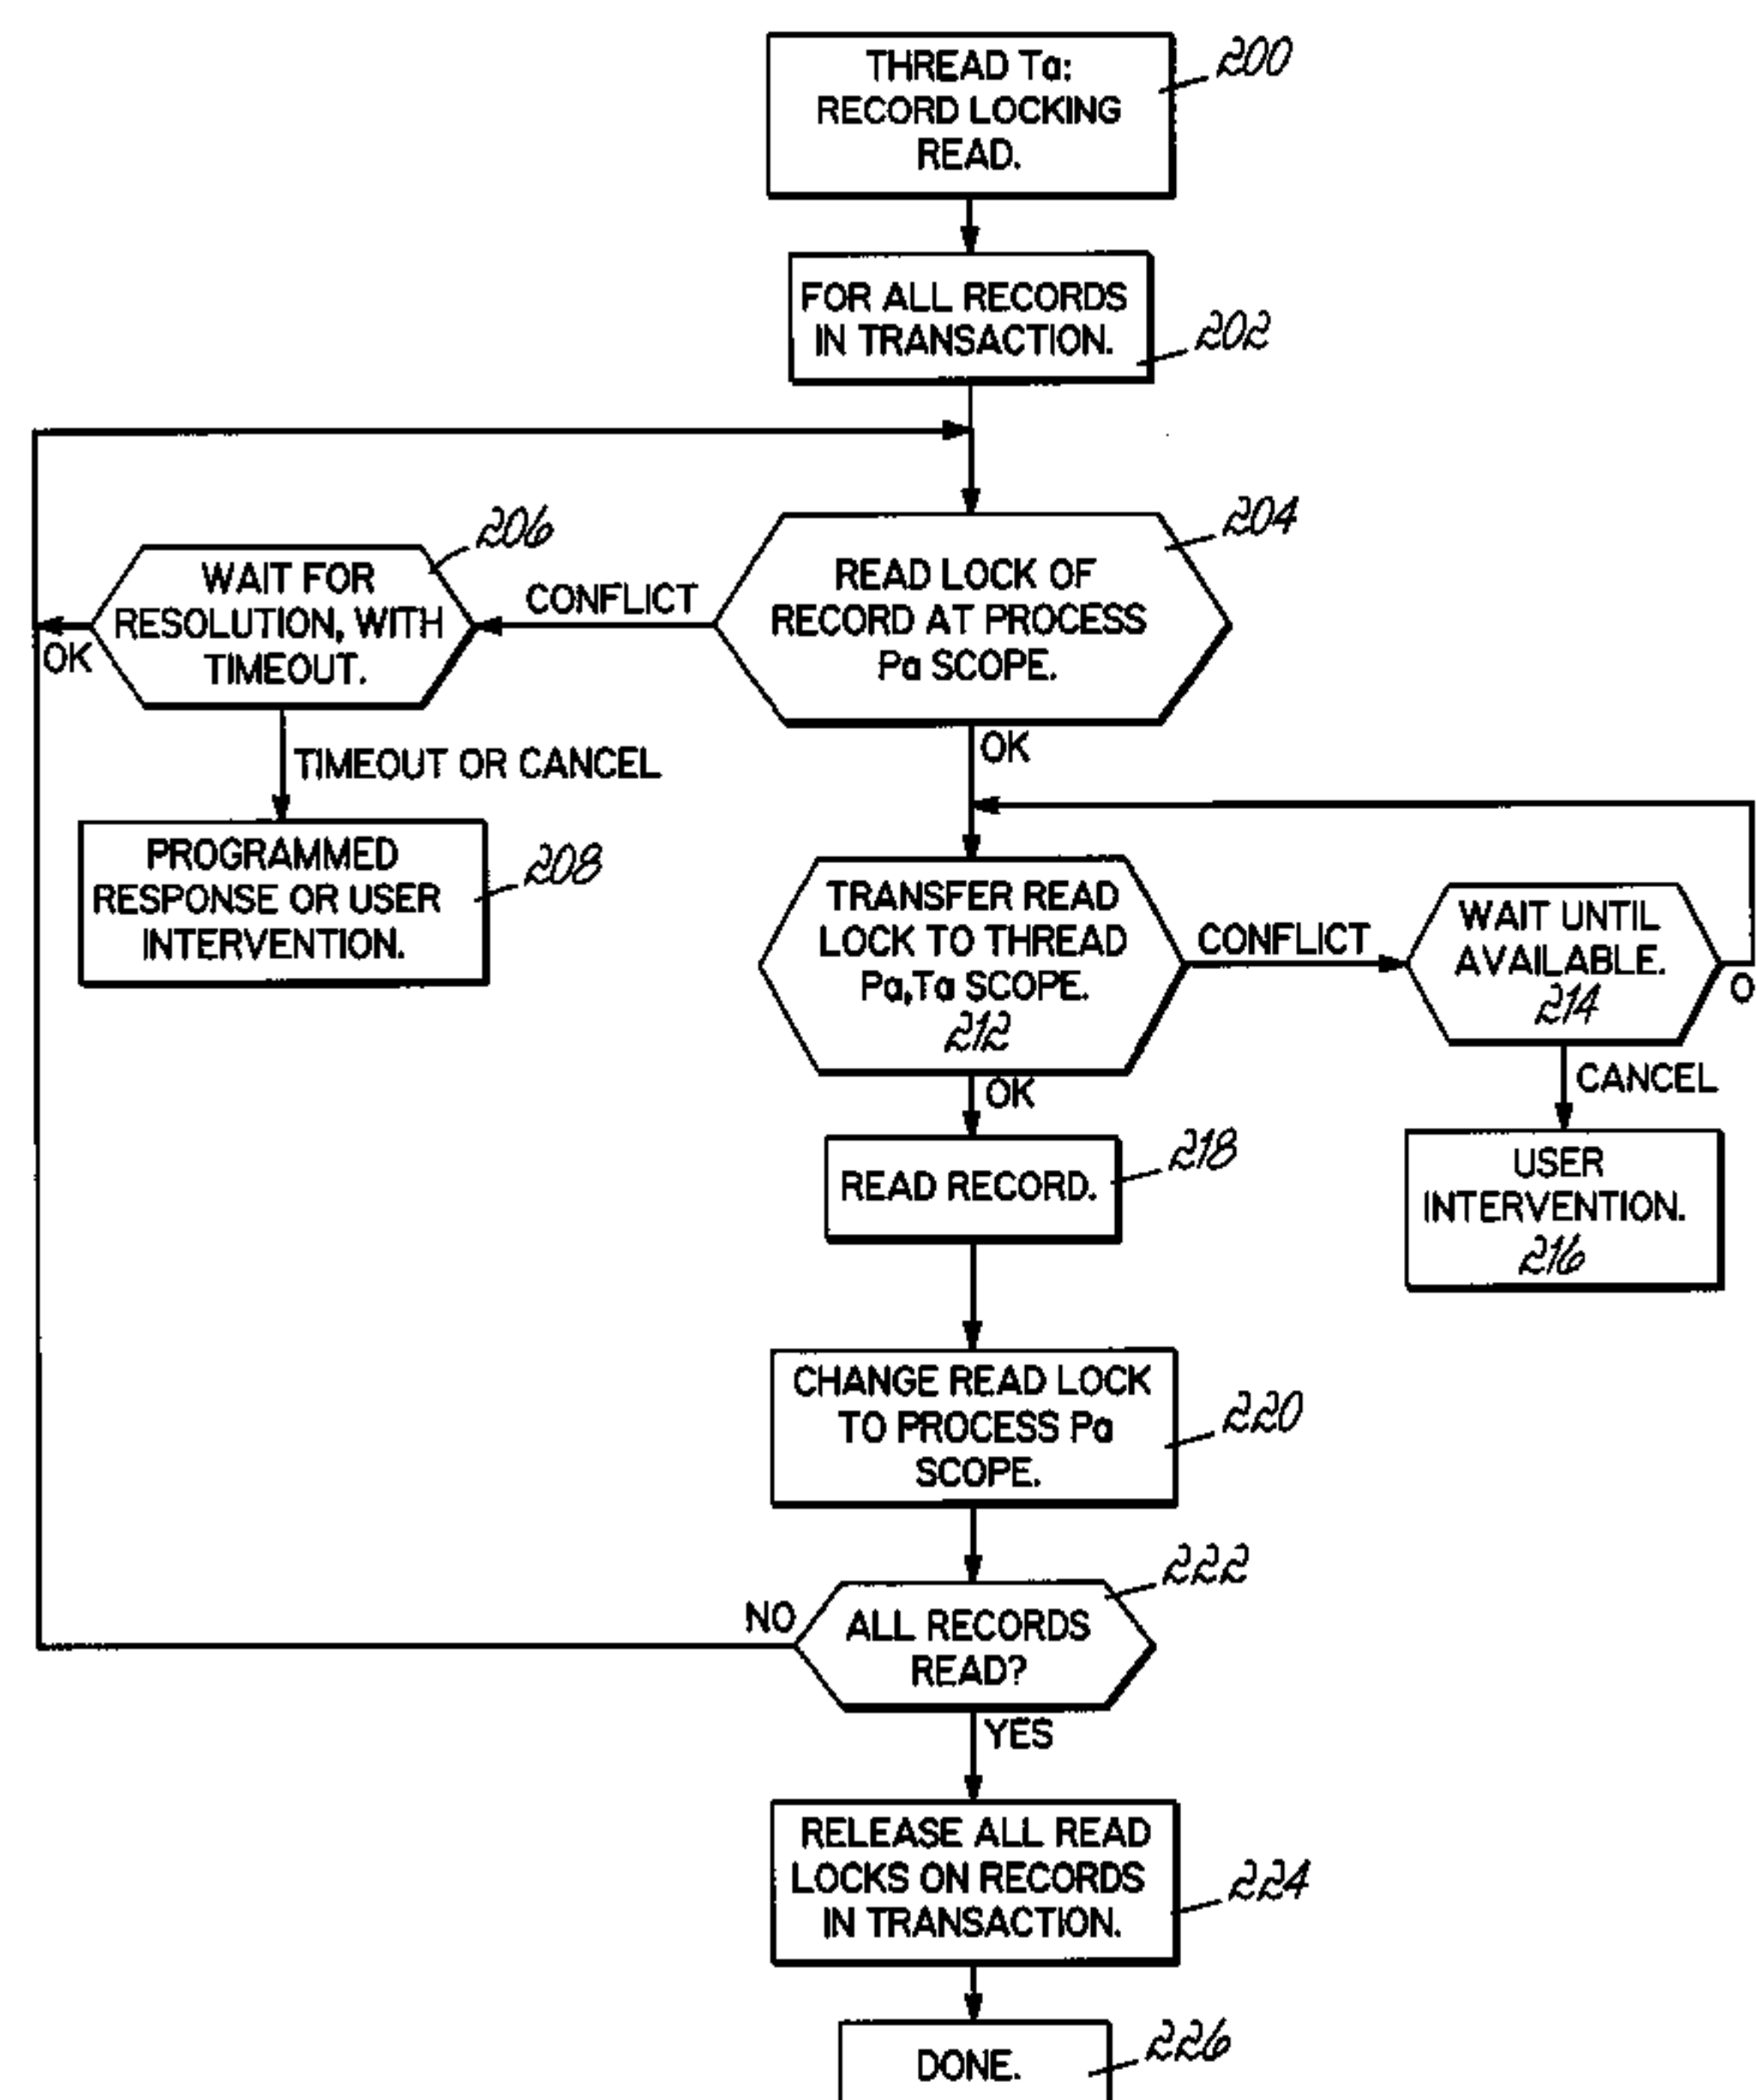 THREAD Ta:
RECORD LOCKING
READ.
200
FOR ALL RECORDS
IN TRANSACTION.
202
READ LOCK OF
RECORD AT PROCESS
Pa SCOPE.
204
CONFLICT
WAIT FOR
RESOLUTION, WITH
TIMEOUT.
206
OK
TIMEOUT OR CANCEL
PROGRAMMED
RESPONSE OR USER
INTERVENTION.
208
OK
TRANSFER READ
LOCK TO THREAD
Pa,Ta SCOPE.
212
CONFLICT
WAIT UNTIL
AVAILABLE.
214
O
CANCEL
USER
INTERVENTION.
216
OK
READ RECORD.
218
CHANGE READ LOCK
TO PROCESS Pa
SCOPE.
220
ALL RECORDS
READ?
222
NO
YES
RELEASE ALL READ
LOCKS ON RECORDS
IN TRANSACTION.
224
DONE.
226